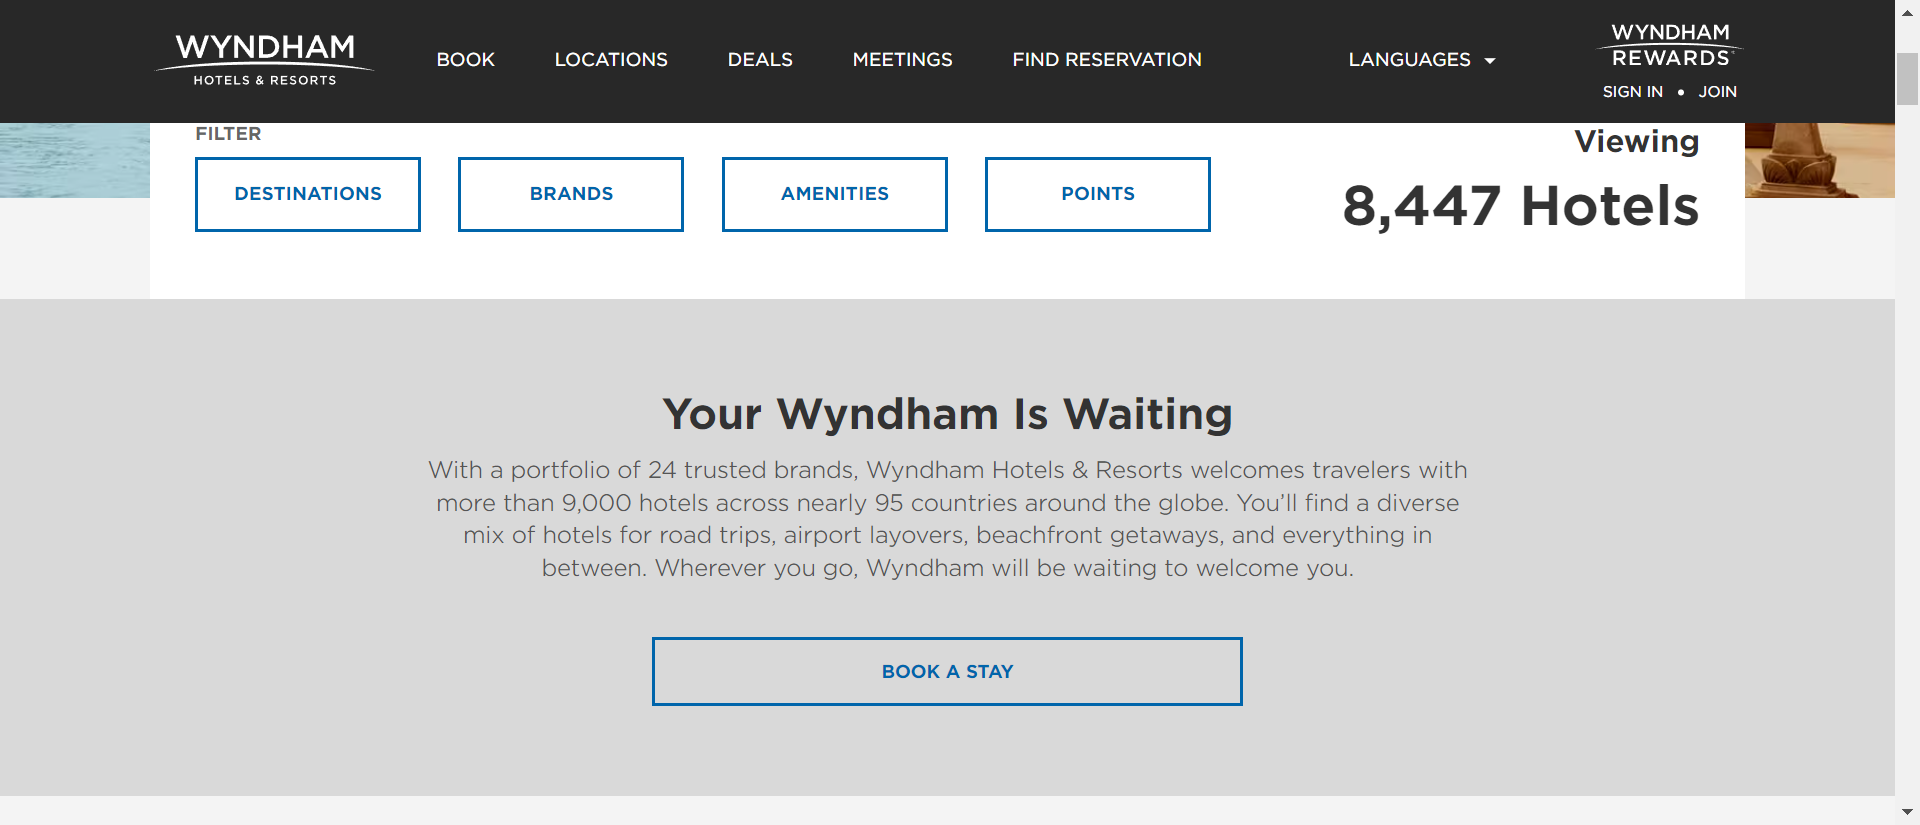 WYNDHAM
HOTELS & RESORTS
BOOK
LOCATIONS
DEALS
MEETINGS
FIND RESERVATION
LANGUAGES
WYNDHAM
REWARDS
SIGN IN • JOIN
FILTER
DESTINATIONS
BRANDS
AMENITIES
POINTS
Viewing
8,447 Hotels
Your Wyndham Is Waiting
With a portfolio of 24 trusted brands, Wyndham Hotels & Resorts welcomes travelers with
more than 9,000 hotels across nearly 95 countries around the globe. You’ll find a diverse
mix of hotels for road trips, airport layovers, beachfront getaways, and everything in
between. Wherever you go, Wyndham will be waiting to welcome you.
BOOK A STAY